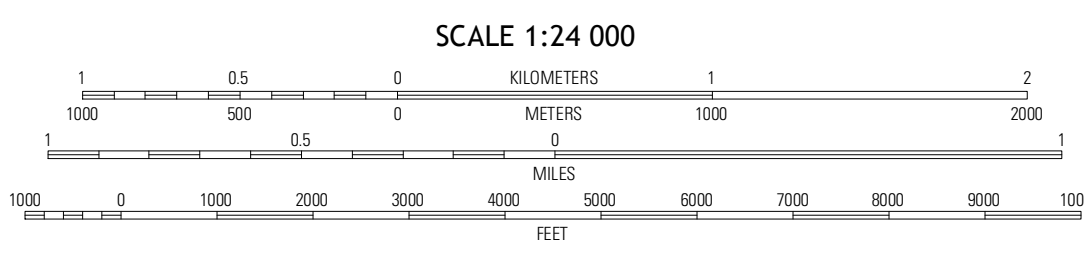 SCALE 1:24 000
1 0.5 0 KILOMETERS 1 2
1000 500 0 METERS 1000 2000
1 0.5 0 1
MILES
1000 0 1000 2000 3000 4000 5000 6000 7000 8000 9000 100
FEET